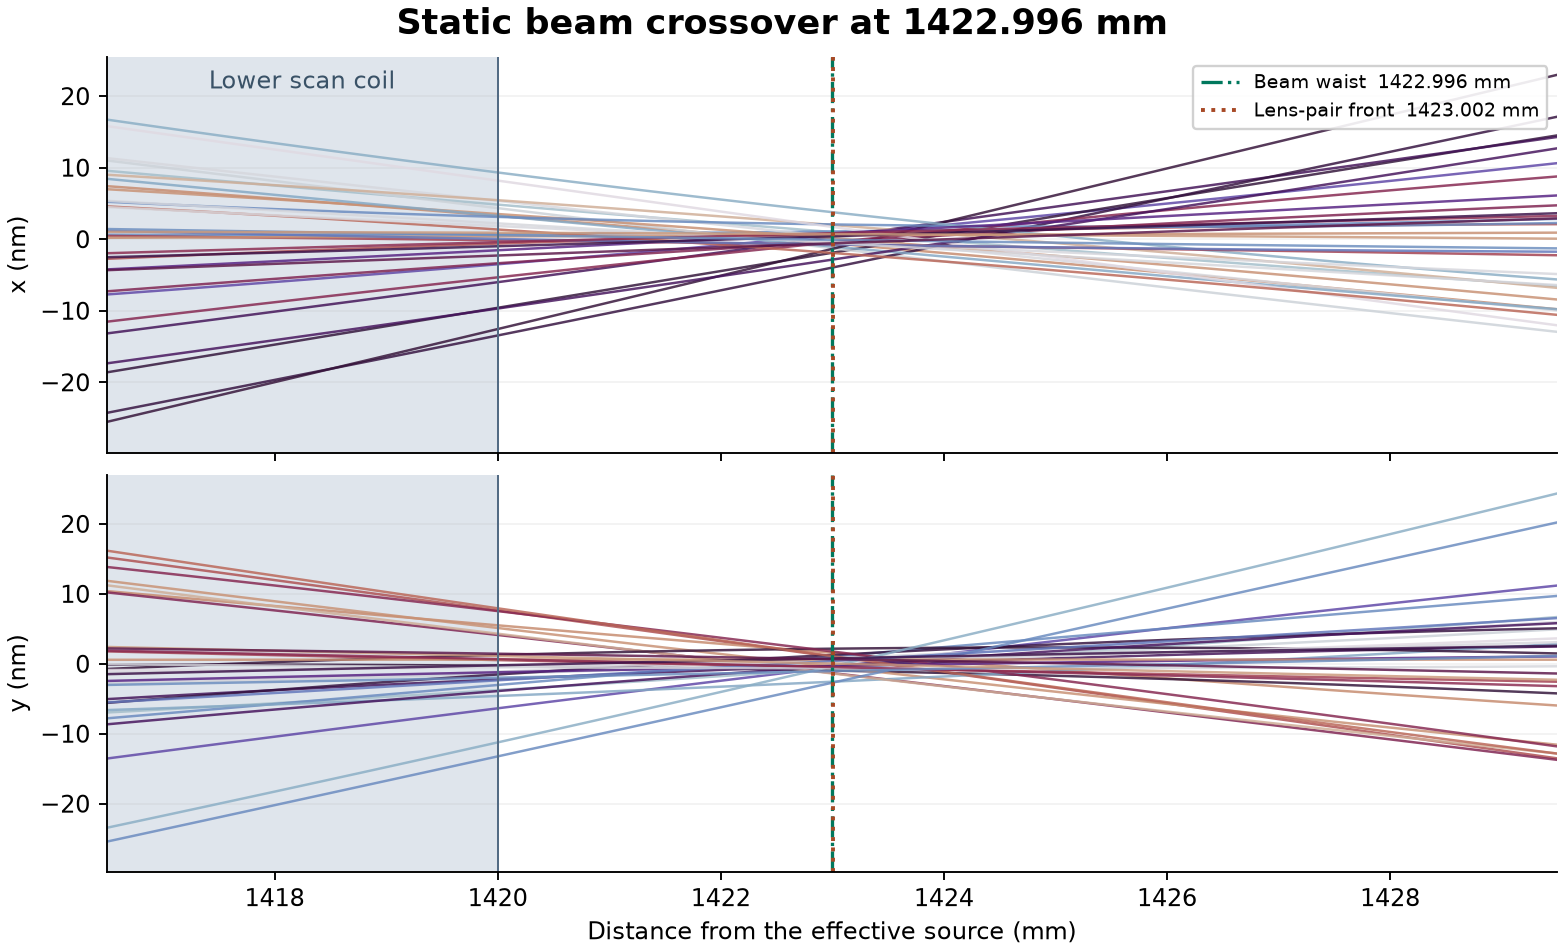 Static beam crossover at 1422.996 mm
Lower scan coil
Beam waist  1422.996 mm
Lens-pair front  1423.002 mm
x (nm)
20
10
0
−10
−20
y (nm)
20
10
0
−10
−20
1418 1420 1422 1424 1426 1428
Distance from the effective source (mm)